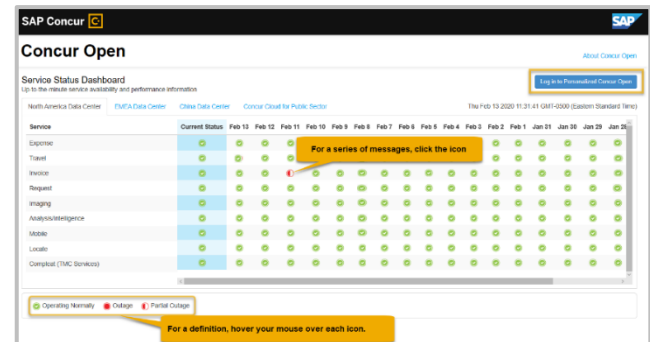 SAP Concur C
SAP
Concur Open
About Concur Open
Service Status Dashboard
Up to the minute service availability and performance information
Log in to Personalized Concur Open
North America Data Center EMEA Data Center China Data Center Concur Cloud for Public Sector Thu Feb 13 2020 11:31:41 GMT-0500 (Eastern Standard Time)
Service Current Status Feb 13 Feb 12 Feb 11 Feb 10 Feb 9 Feb 8 Feb 7 Feb 6 Feb 5 Feb 4 Feb 3 Feb 2 Feb 1 Jan 31 Jan 30 Jan 29 Jan 28
Expense
For a series of messages, click the icon
Travel
Invoice
Request
Imaging
Analysis/Intelligence
Mobile
Locate
Compleat (TMC Services)
Operating Normally Outage Partial Outage
For a definition, hover your mouse over each icon.